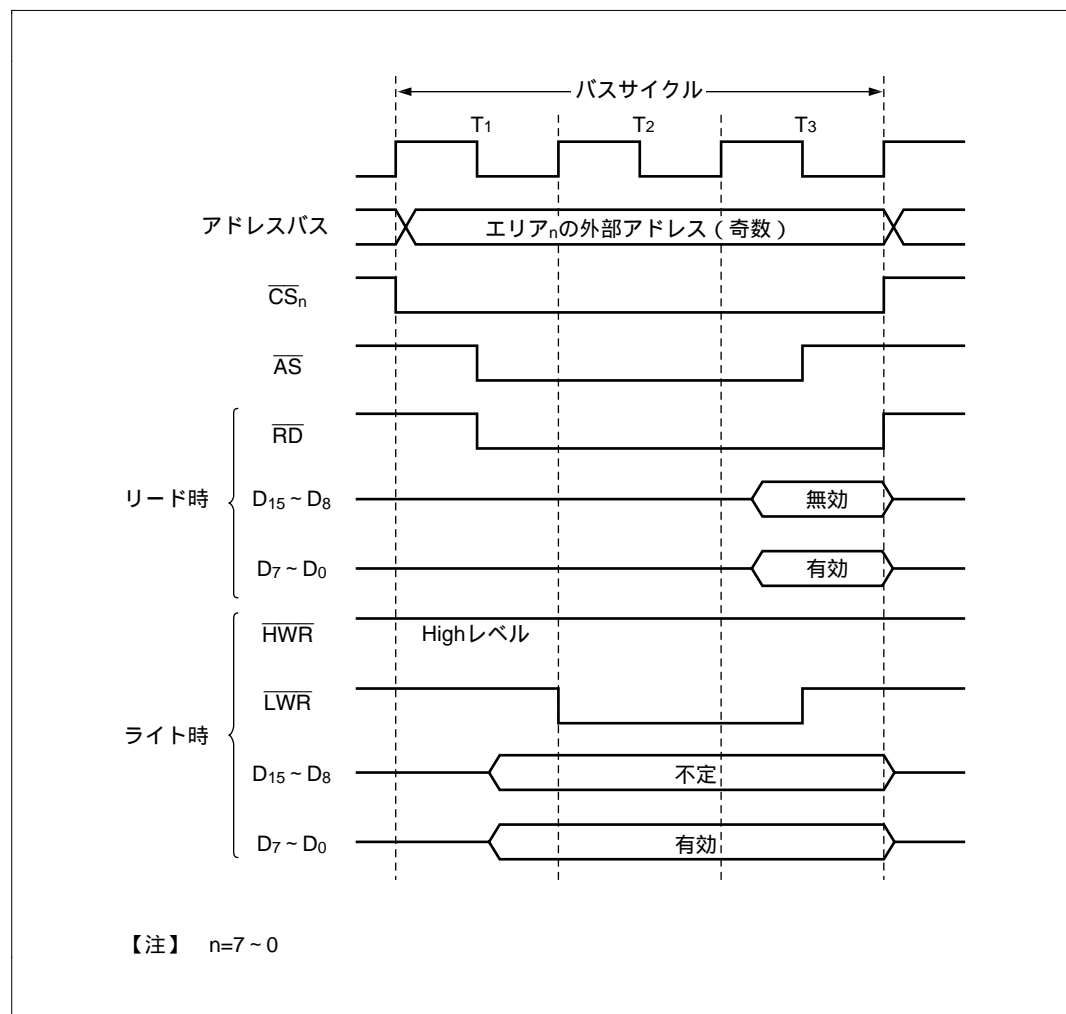 バスサイクル
T1 T2 T3
アドレスバス エリアnの外部アドレス(奇数)
CSn
AS
RD
リード時 D15~D8 無効
D7~D0 有効
HWR Highレベル
LWR
ライト時 D15~D8 不定
D7~D0 有効
【注】 n=7~0